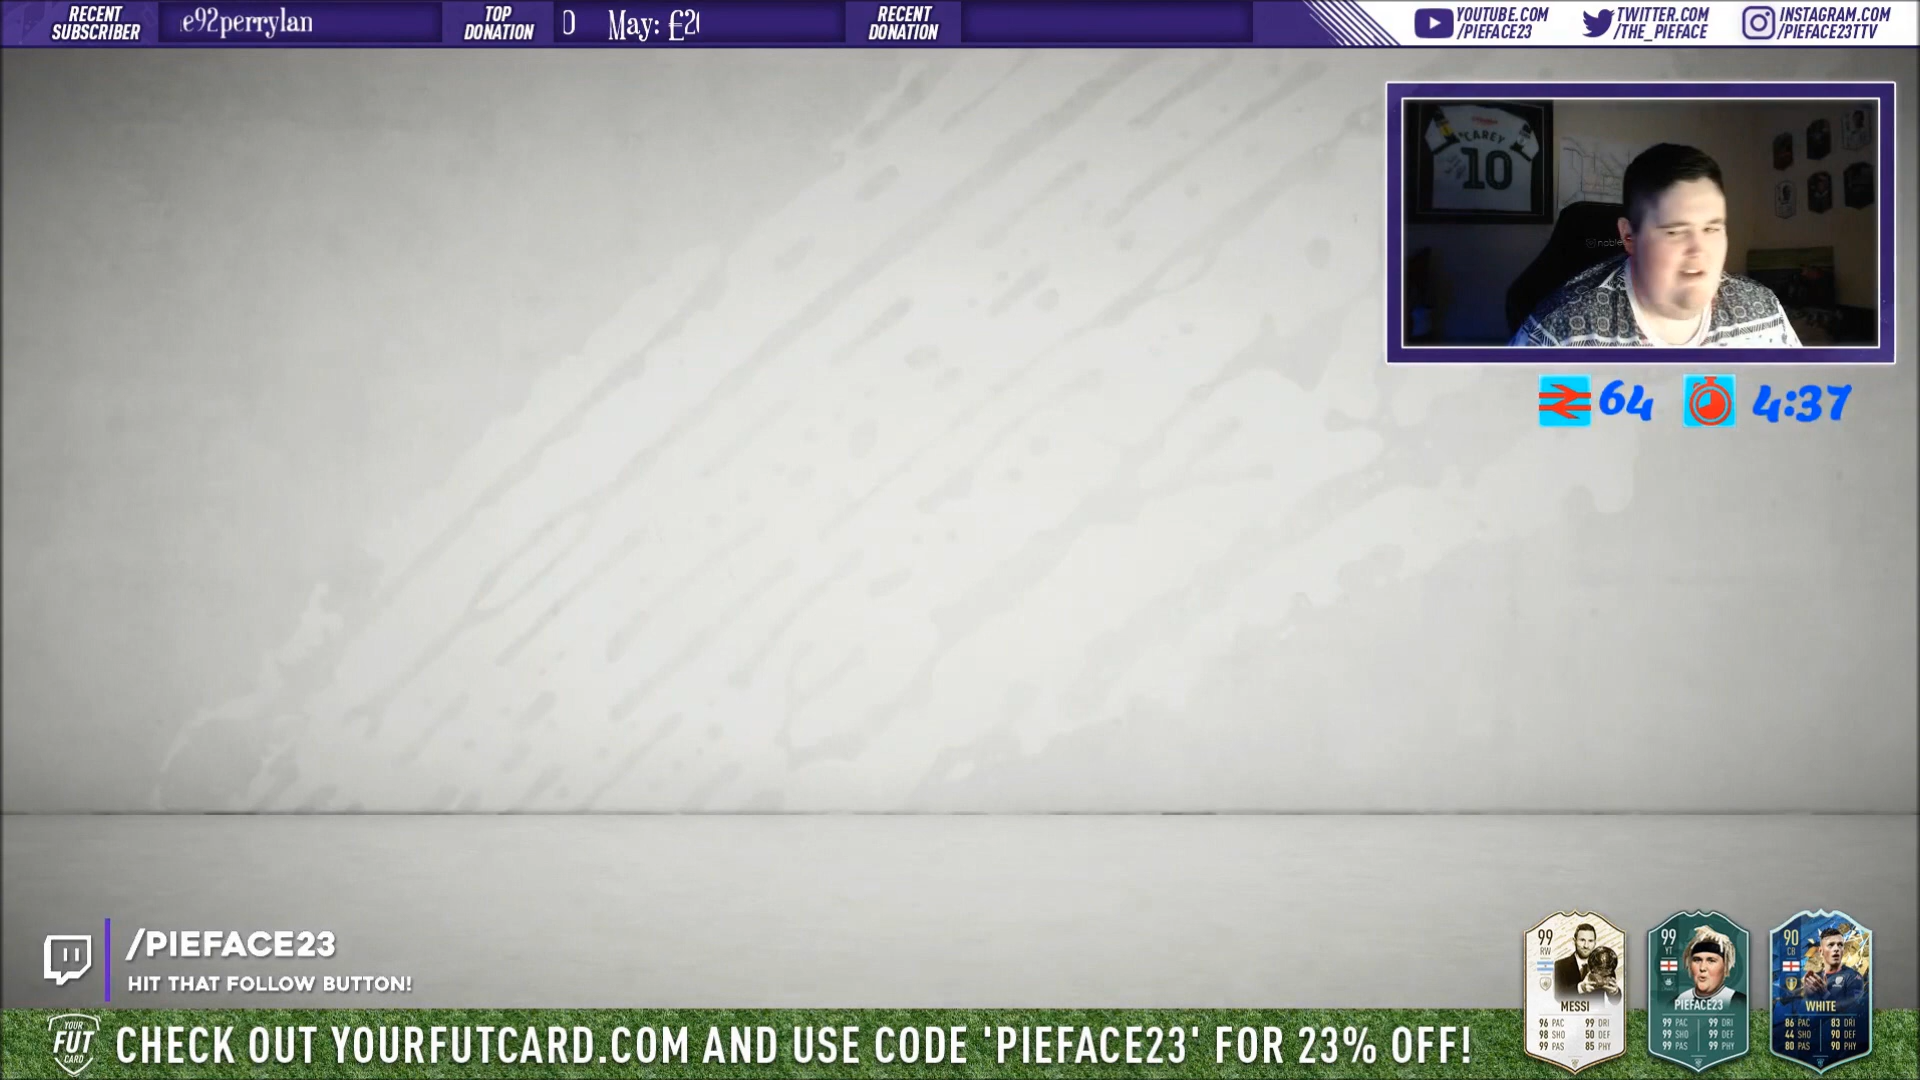 RECENT SUBSCRIBER
e92perrylan
TOP DONATION
May: £20
RECENT DONATION
YOUTUBE.COM
/PIEFACE23
TWITTER.COM
/THE_PIEFACE
INSTAGRAM.COM
/PIEFACE23TTV
CAREY
10
64
4:37
/PIEFACE23
HIT THAT FOLLOW BUTTON!
YOUR
FUT
CARD
CHECK OUT YOURFUTCARD.COM AND USE CODE 'PIEFACE23' FOR 23% OFF!
99
RW
MESSI
96 PAC 99 DRI
98 SHO 50 DEF
99 PAS 85 PHY
99
YT
PIEFACE23
99 PAC 99 DRI
99 SHO 99 DEF
99 PAS 99 PHY
90
CB
WHITE
86 PAC 83 DRI
44 SHO 90 DEF
80 PAS 90 PHY